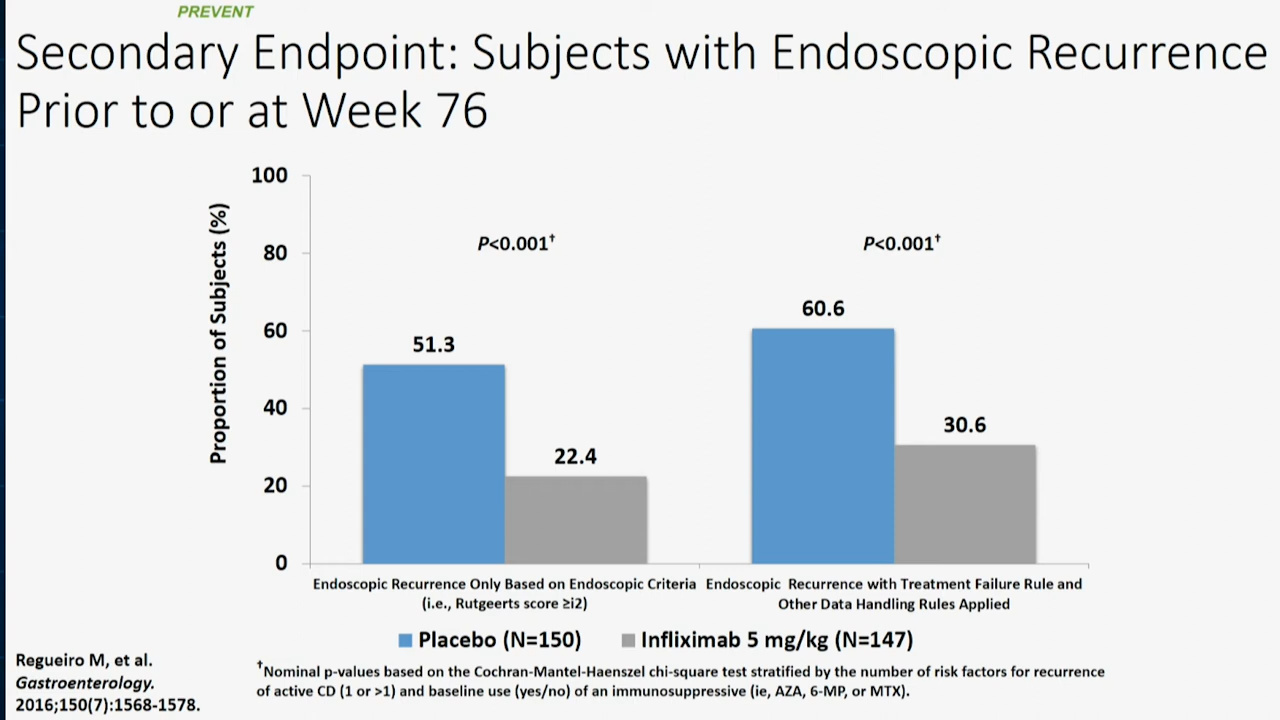 PREVENT
Secondary Endpoint: Subjects with Endoscopic Recurrence
Prior to or at Week 76
Proportion of Subjects (%)
100
80
60
40
20
0
P<0.001†
P<0.001†
51.3
22.4
60.6
30.6
Endoscopic Recurrence Only Based on Endoscopic Criteria
(i.e., Rutgeerts score ≥i2)
Endoscopic Recurrence with Treatment Failure Rule and
Other Data Handling Rules Applied
Placebo (N=150)
Infliximab 5 mg/kg (N=147)
†Nominal p-values based on the Cochran-Mantel-Haenszel chi-square test stratified by the number of risk factors for recurrence
of active CD (1 or >1) and baseline use (yes/no) of an immunosuppressive (ie, AZA, 6-MP, or MTX).
Regueiro M, et al.
Gastroenterology.
2016;150(7):1568-1578.